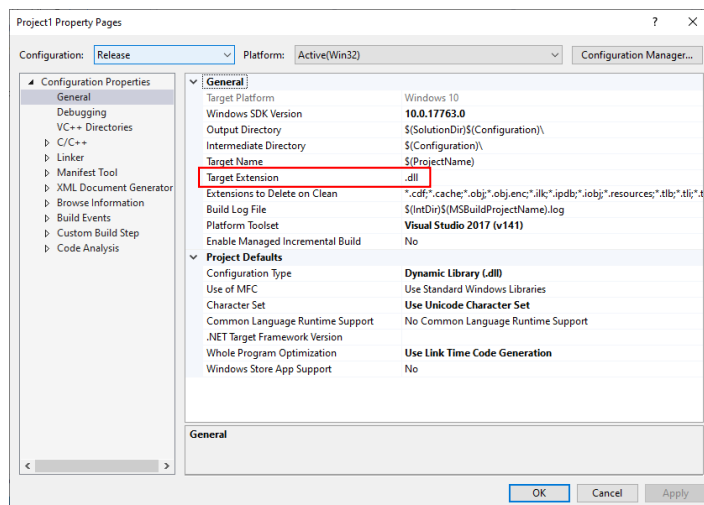 Project1 Property Pages
? ×
Configuration: Release Platform: Active(Win32) Configuration Manager...
Configuration Properties
General
Debugging
VC++ Directories
C/C++
Linker
Manifest Tool
XML Document Generator
Browse Information
Build Events
Custom Build Step
Code Analysis
General
Target Platform Windows 10
Windows SDK Version 10.0.17763.0
Output Directory $(SolutionDir)$(Configuration)\
Intermediate Directory $(Configuration)\
Target Name $(ProjectName)
Target Extension .dll
Extensions to Delete on Clean *.cdf;*.cache;*.obj;*.obj.enc;*.ilk;*.ipdb;*.iobj;*.resources;*.tlb;*.tli;*.t
Build Log File $(IntDir)$(MSBuildProjectName).log
Platform Toolset Visual Studio 2017 (v141)
Enable Managed Incremental Build No
Project Defaults
Configuration Type Dynamic Library (.dll)
Use of MFC Use Standard Windows Libraries
Character Set Use Unicode Character Set
Common Language Runtime Support No Common Language Runtime Support
.NET Target Framework Version
Whole Program Optimization Use Link Time Code Generation
Windows Store App Support No
General
OK Cancel Apply